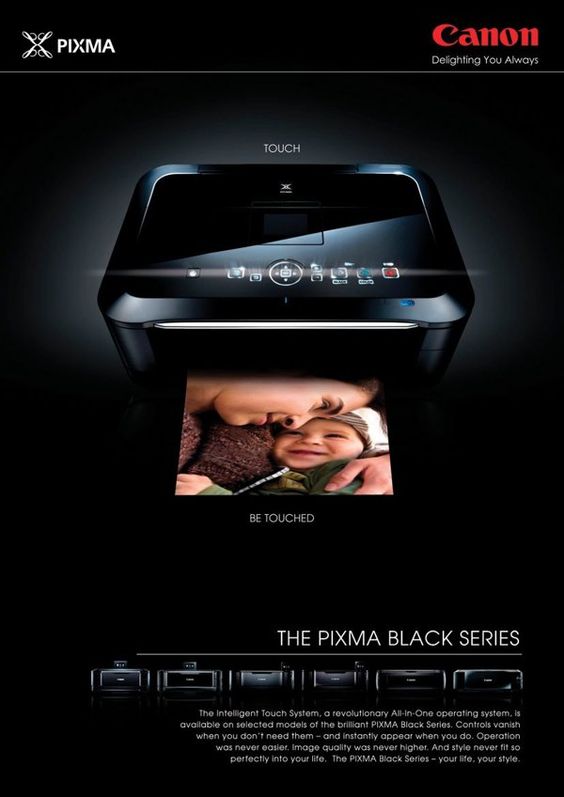 PIXMA
Canon
Delighting You Always
TOUCH
BE TOUCHED
THE PIXMA BLACK SERIES
The Intelligent Touch System, a revolutionary All-In-One operating system, is
available on selected models of the brilliant PIXMA Black Series. Controls vanish
when you don't need them – and instantly appear when you do. Operation
was never easier. Image quality was never higher. And style never fit so
perfectly into your life. The PIXMA Black Series – your life, your style.